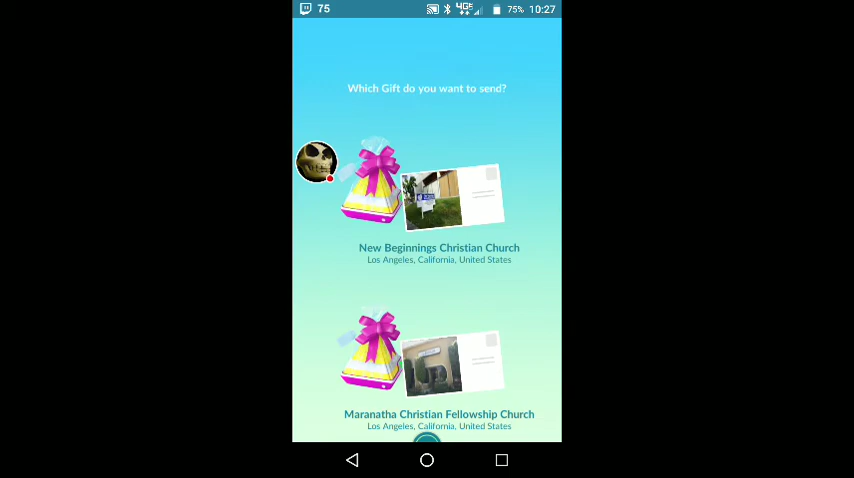 75
4GE
75% 10:27
Which Gift do you want to send?
New Beginnings Christian Church
Los Angeles, California, United States
Maranatha Christian Fellowship Church
Los Angeles, California, United States